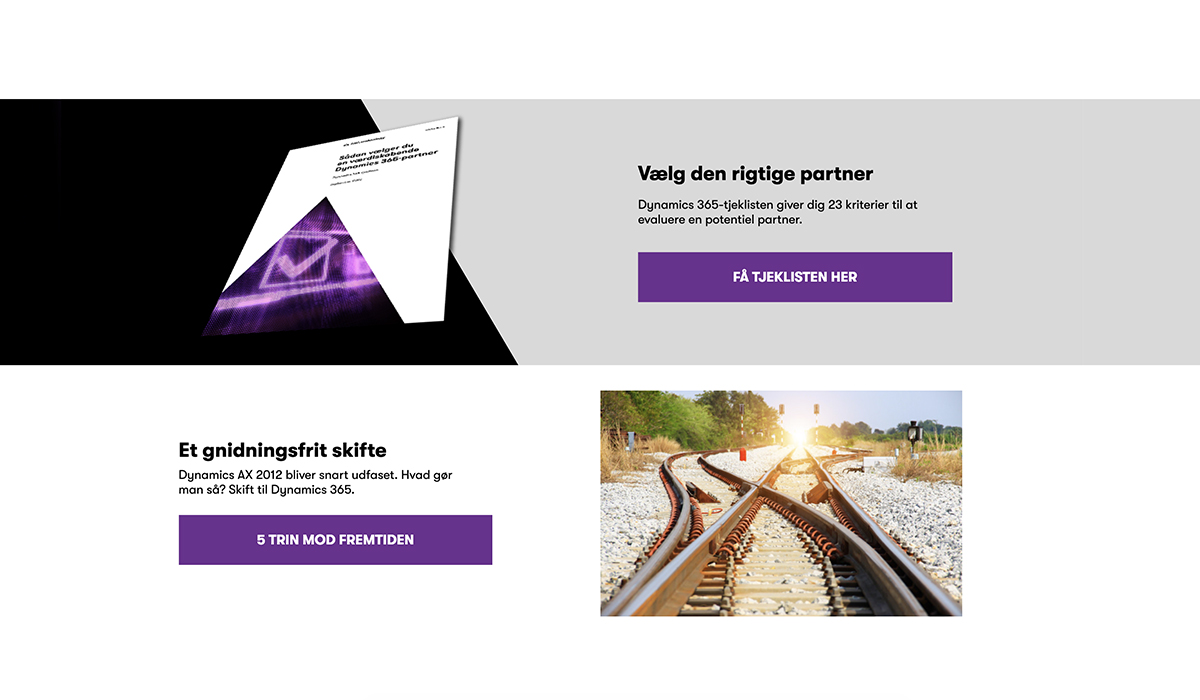 Sådan vælger du
en værdiskabende
Dynamics 365-partner
Vælg den rigtige partner
Dynamics 365-tjeklisten giver dig 23 kriterier til at
evaluere en potentiel partner.
FÅ TJEKLISTEN HER
Et gnidningsfrit skifte
Dynamics AX 2012 bliver snart udfaset. Hvad gør
man så? Skift til Dynamics 365.
5 TRIN MOD FREMTIDEN